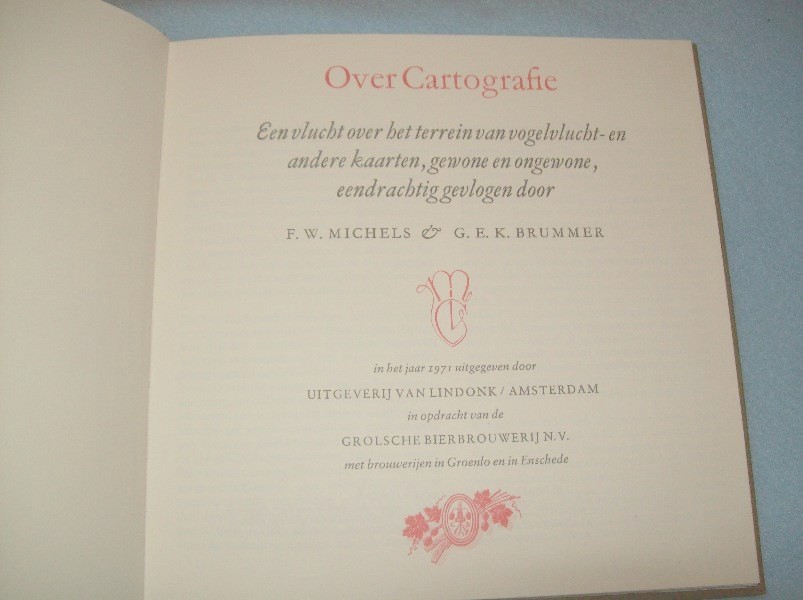 Over Cartografie
Een vlucht over het terrein van vogelvlucht- en
andere kaarten, gewone en ongewone,
eendrachtig gevlogen door
F. W. MICHELS & G. E. K. BRUMMER
in het jaar 1971 uitgegeven door
UITGEVERIJ VAN LINDONK / AMSTERDAM
in opdracht van de
GROLSCHE BIERBROUWERIJ N.V.
met brouwerijen in Groenlo en in Enschede